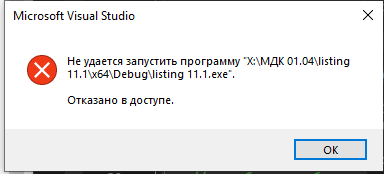 Microsoft Visual Studio
Не удается запустить программу "X:\МДК 01.04\listing
11.1\x64\Debug\listing 11.1.exe".
Отказано в доступе.
OK